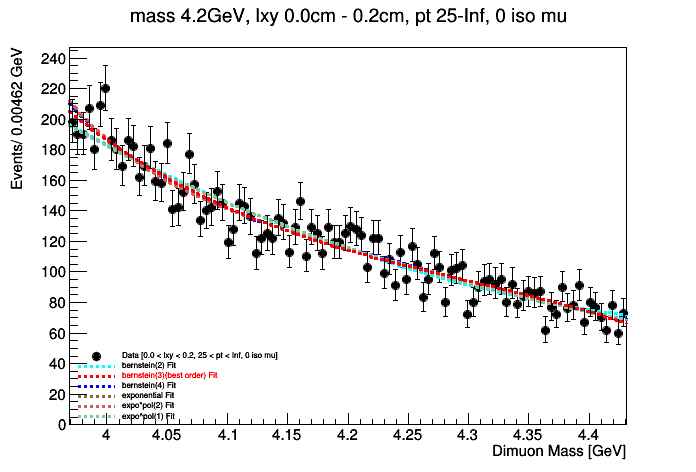 mass 4.2GeV, lxy 0.0cm - 0.2cm, pt 25-Inf, 0 iso mu
Events/ 0.00462 GeV
240
220
200
180
160
140
120
100
80
60
40
20
0
Data [0.0 < lxy < 0.2, 25 < pt < Inf, 0 iso mu]
bernstein(2) Fit
bernstein(3)(best order) Fit
bernstein(4) Fit
exponential Fit
expo*pol(2) Fit
expo*pol(1) Fit
4 4.05 4.1 4.15 4.2 4.25 4.3 4.35 4.4
Dimuon Mass [GeV]